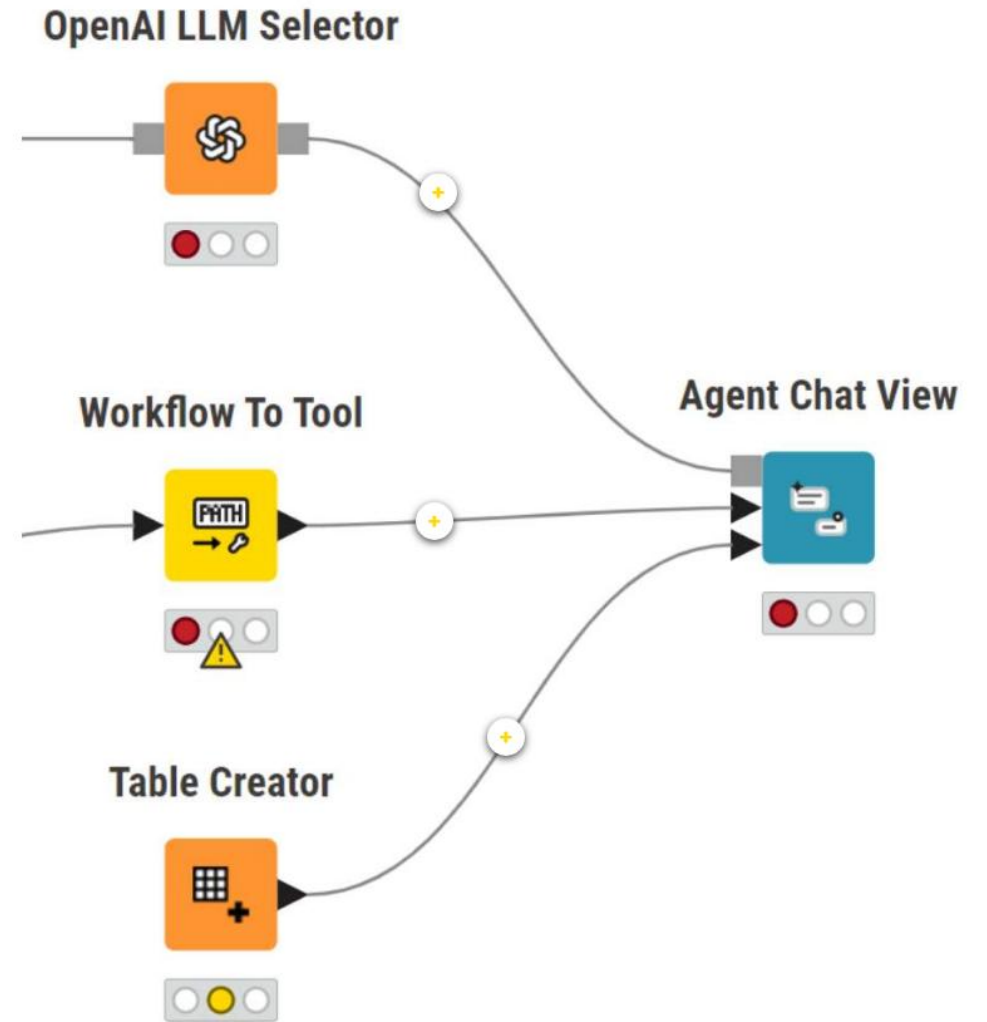 OpenAI LLM Selector
Workflow To Tool
PATH
Agent Chat View
Table Creator